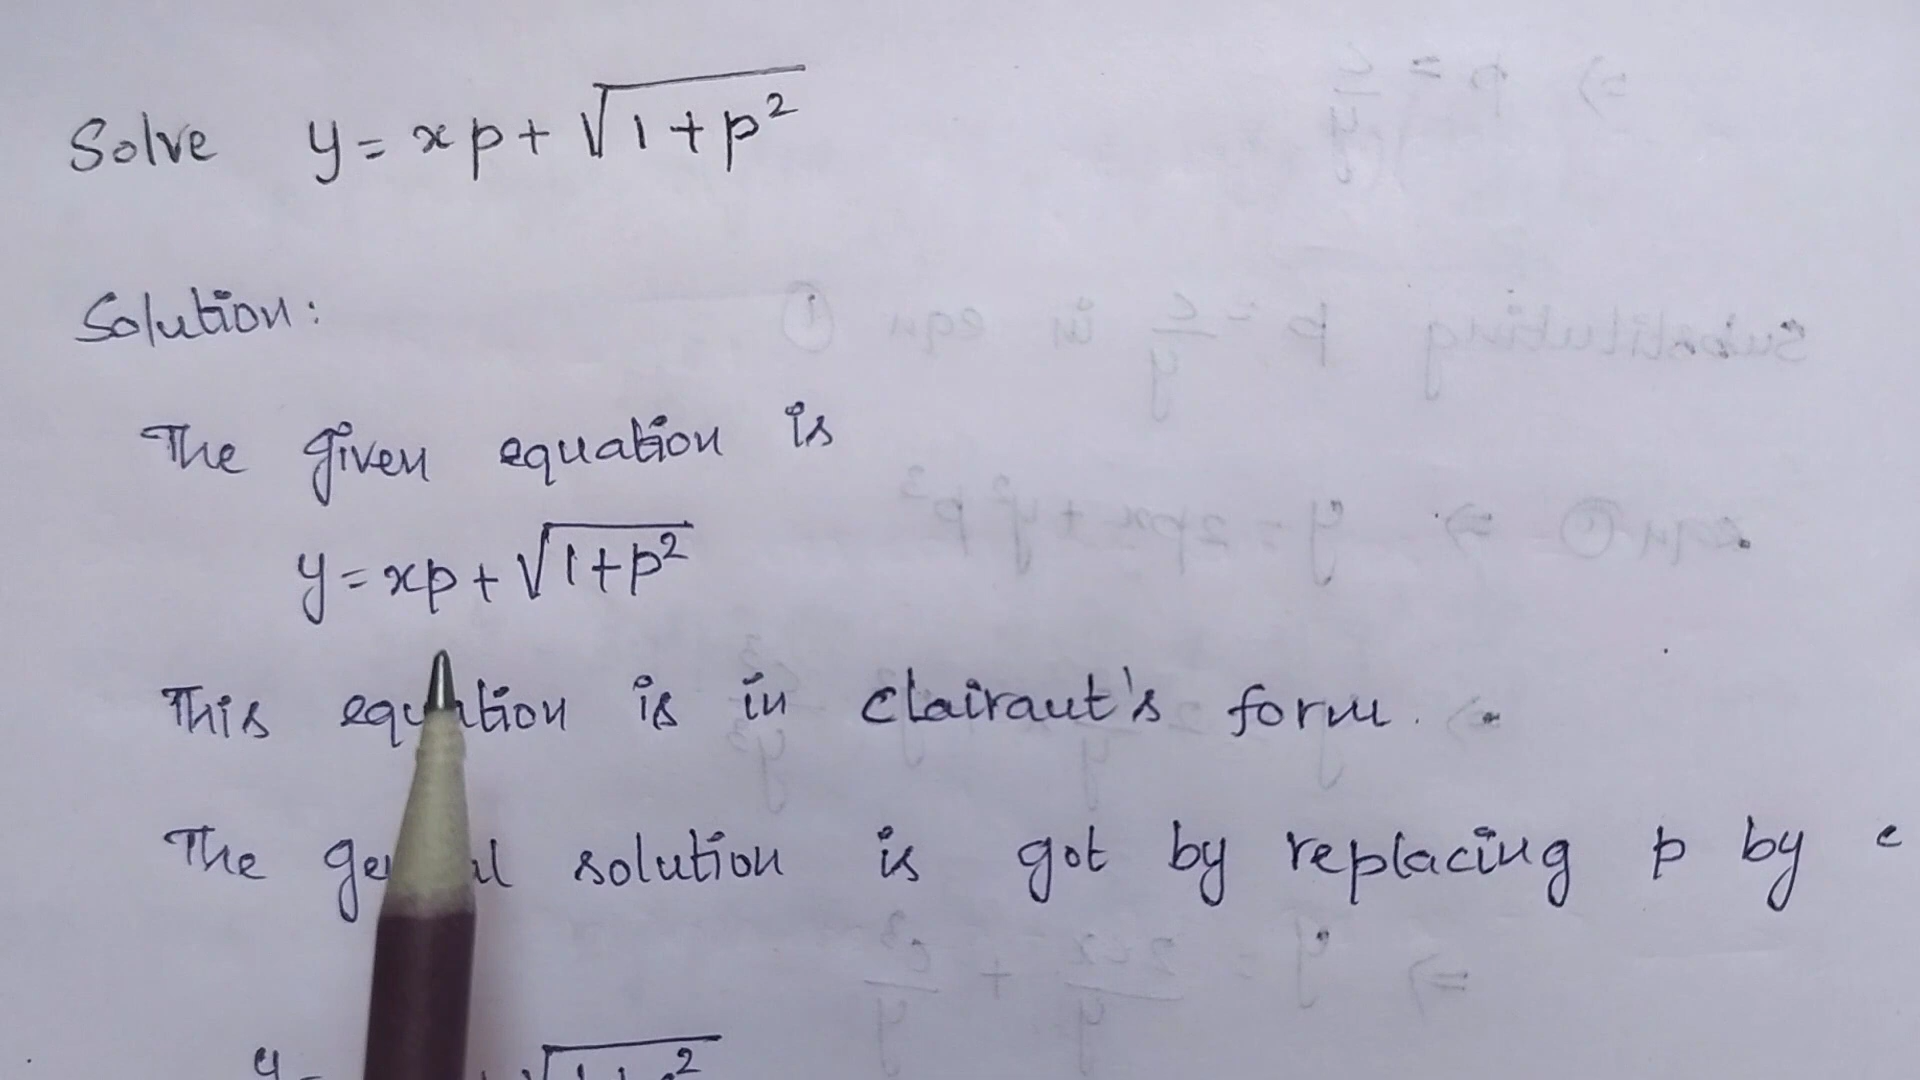 Solve y = xp + √1+p²
Solution:
The given equation is
y = xp + √1+p²
This equation is in Clairaut's form.
The solution is got by replacing p by c